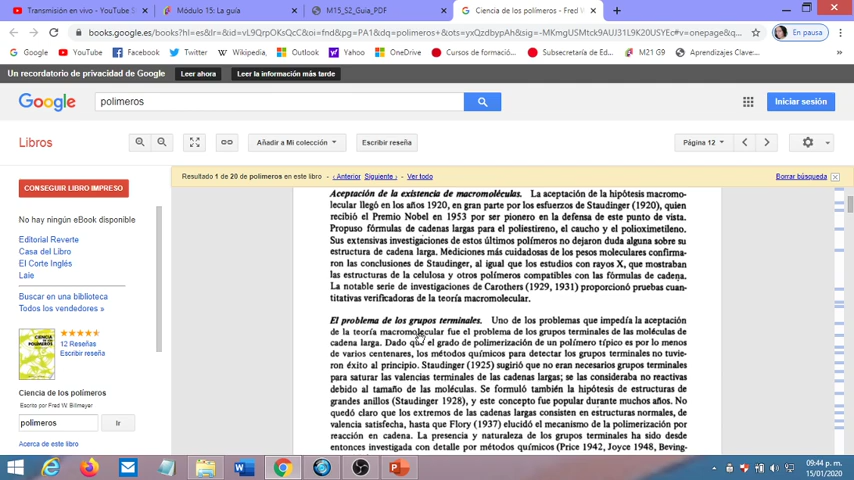 Transmisión en vivo - YouTube S
Módulo 15: La guía
M15_S2_Guia_PDF
Ciencia de los polímeros - Fred W
books.google.es/books?hl=es&lr=&id=vL9QrpOKsQcC&oi=fnd&pg=PA1&dq=polimeros+&ots=yxQzdbypAh&sig=-MKmgUSMtck9AUJ31L9K20USYEc#v=onepage&q...
En pausa
Google
YouTube
Facebook
Twitter
Wikipedia,
Outlook
Yahoo
OneDrive
Cursos de formació...
Subsecretaría de Ed...
M21 G9
Aprendizajes Clave...
Un recordatorio de privacidad de Google
Leer ahora
Leer la información más tarde
Google
polimeros
Iniciar sesión
Libros
Añadir a Mi colección
Escribir reseña
Página 12
Resultado 1 de 20 de polimeros en este libro
‹ Anterior
Siguiente ›
Ver todo
Borrar búsqueda
CONSEGUIR LIBRO IMPRESO
No hay ningún eBook disponible
Editorial Reverte
Casa del Libro
El Corte Inglés
Laie
Buscar en una biblioteca
Todos los vendedores »
12 Reseñas
Escribir reseña
Ciencia de los polímeros
Escrito por Fred W. Billmeyer
polimeros
Ir
Acerca de este libro
Aceptación de la existencia de macromoléculas. La aceptación de la hipótesis macromo-
lecular llegó en los años 1920, en gran parte por los esfuerzos de Staudinger (1920), quien
recibió el Premio Nobel en 1953 por ser pionero en la defensa de este punto de vista.
Propuso fórmulas de cadenas largas para el poliestireno, el caucho y el polioximetileno.
Sus extensivas investigaciones de estos últimos polímeros no dejaron duda alguna sobre su
estructura de cadena larga. Mediciones más cuidadosas de los pesos moleculares confirma-
ron las conclusiones de Staudinger, al igual que los estudios con rayos X, que mostraban
las estructuras de la celulosa y otros polímeros compatibles con las fórmulas de cadena.
La notable serie de investigaciones de Carothers (1929, 1931) proporcionó pruebas cuan-
titativas verificadoras de la teoría macromolecular.
El problema de los grupos terminales. Uno de los problemas que impedía la aceptación
de la teoría macromolecular fue el problema de los grupos terminales de las moléculas de
cadena larga. Dado que el grado de polimerización de un polímero típico es por lo menos
de varios centenares, los métodos químicos para detectar los grupos terminales no tuvie-
ron éxito al principio. Staudinger (1925) sugirió que no eran necesarios grupos terminales
para saturar las valencias terminales de las cadenas largas; se las consideraba no reactivas
debido al tamaño de las moléculas. Se formuló también la hipótesis de estructuras de
grandes anillos (Staudinger 1928), y este concepto fue popular durante muchos años. No
quedó claro que los extremos de las cadenas largas consisten en estructuras normales, de
valencia satisfecha, hasta que Flory (1937) elucidó el mecanismo de la polimerización por
reacción en cadena. La presencia y naturaleza de los grupos terminales ha sido desde
entonces investigada con detalle por métodos químicos (Price 1942, Joyce 1948, Beving-
09:44 p. m.
15/01/2020